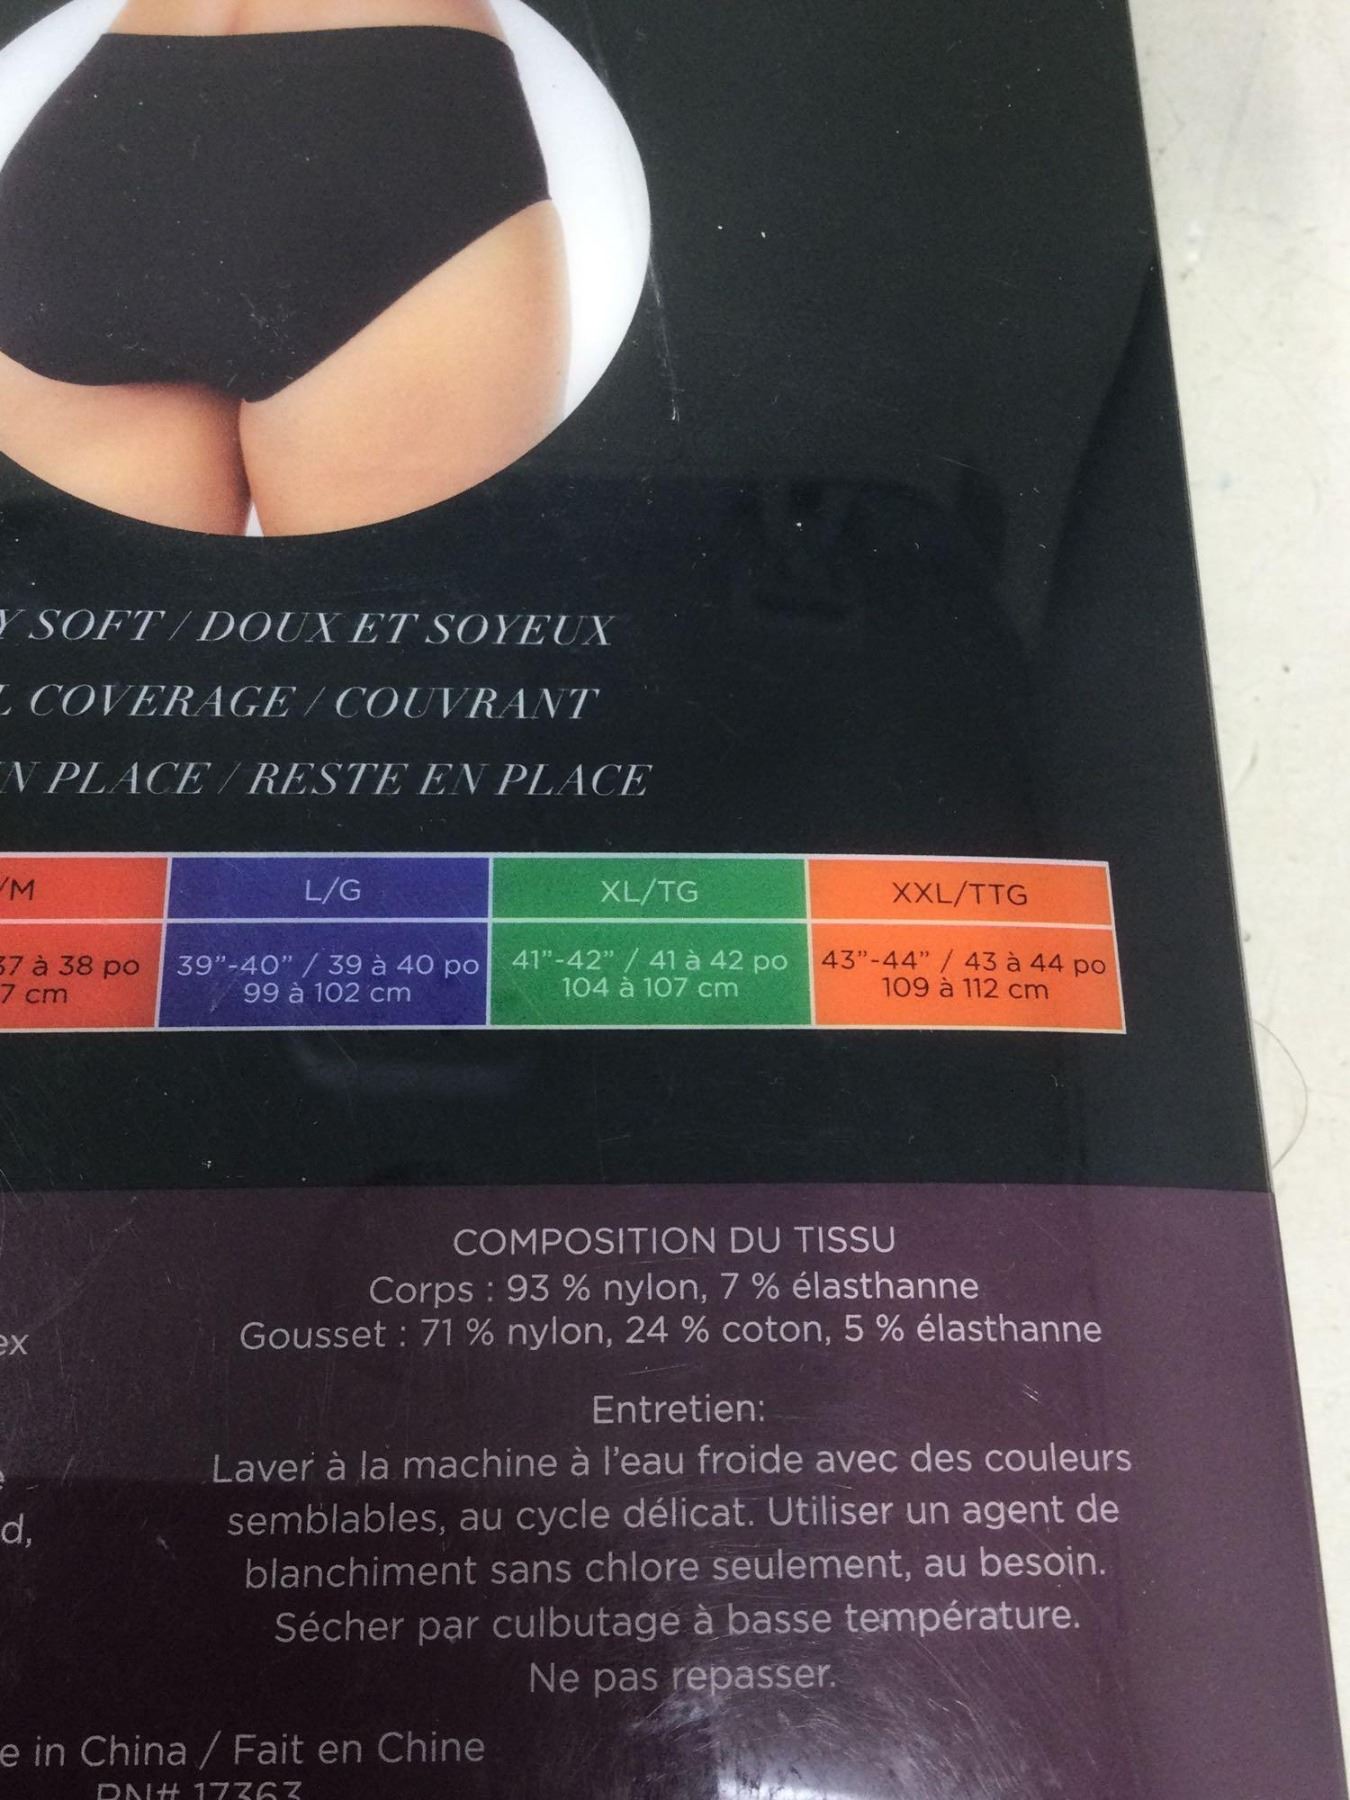 Y SOFT / DOUX ET SOYEUX
L COVERAGE / COUVRANT
IN PLACE / RESTE EN PLACE
/M
L/G
XL/TG
XXL/TTG
37 à 38 po
7 cm
39”-40” / 39 à 40 po
99 à 102 cm
41”-42” / 41 à 42 po
104 à 107 cm
43”-44” / 43 à 44 po
109 à 112 cm
ex
d,
COMPOSITION DU TISSU
Corps : 93 % nylon, 7 % élasthanne
Gousset : 71 % nylon, 24 % coton, 5 % élasthanne
Entretien:
Laver à la machine à l’eau froide avec des couleurs
semblables, au cycle délicat. Utiliser un agent de
blanchiment sans chlore seulement, au besoin.
Sécher par culbutage à basse température.
Ne pas repasser.
e in China / Fait en Chine
RN# 17363